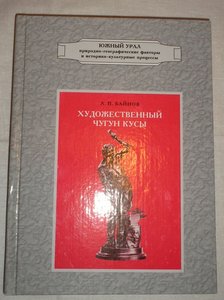 ЮЖНЫЙ УРАЛ
природно-географические факторы
и историко-культурные процессы
Л. П. БАЙНОВ
ХУДОЖЕСТВЕННЫЙ
ЧУГУН КУСЫ